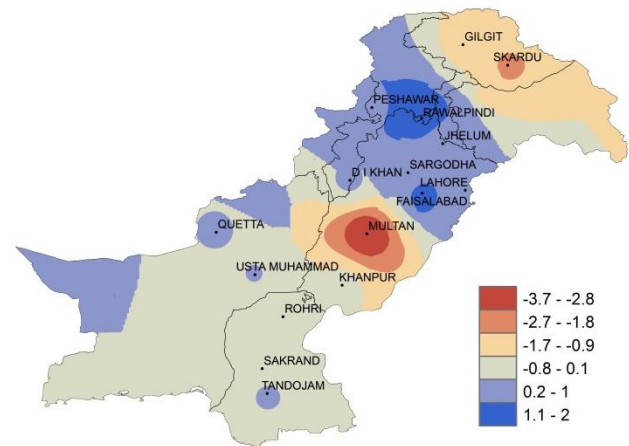 GILGIT
SKARDU
PESHAWAR
RAWALPINDI
JHELUM
D I KHAN
SARGODHA
LAHORE
FAISALABAD
MULTAN
QUETTA
USTA MUHAMMAD
KHANPUR
ROHRI
SAKRAND
TANDOJAM
-3.7 - -2.8
-2.7 - -1.8
-1.7 - -0.9
-0.8 - 0.1
0.2 - 1
1.1 - 2